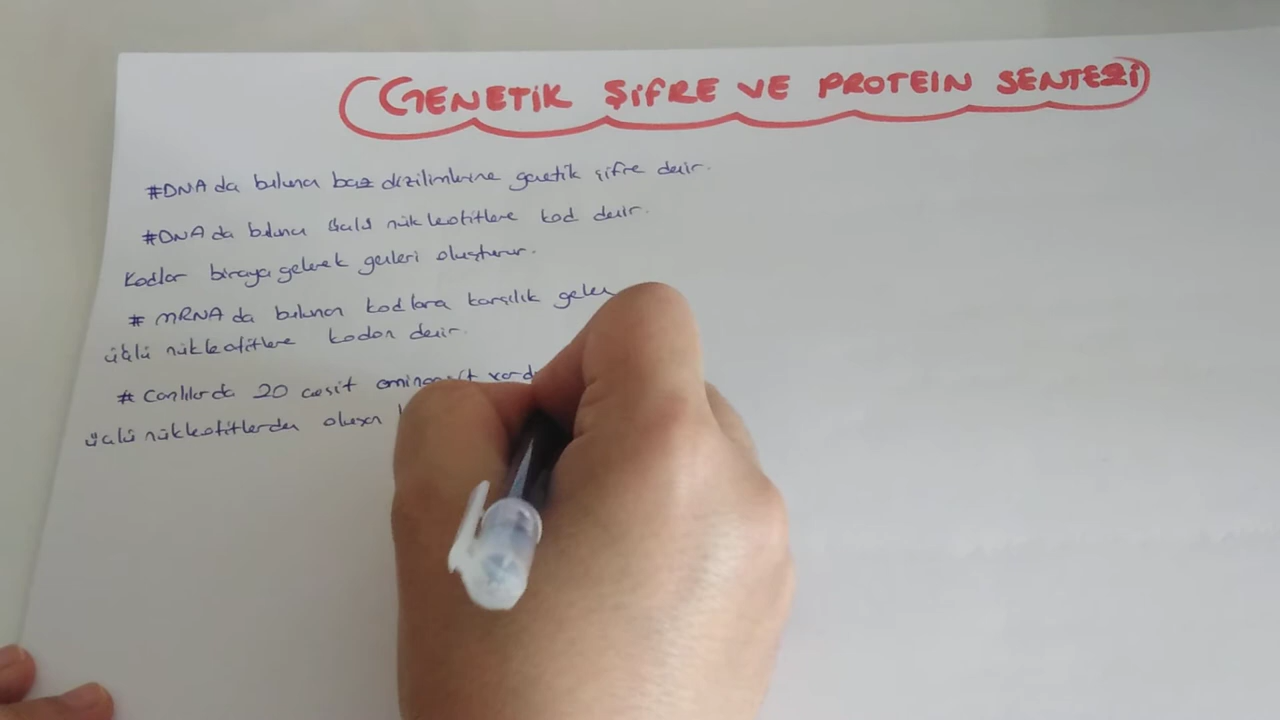 GENETİK ŞİFRE VE PROTEIN SENTEZİ
#DNA da bulunan baz dizilimlerine genetik şifre denir.
#DNA da bulunan üçlü nükleotitlere kod denir.
Kodlar biraraya gelerek genleri oluşturur.
# mRNA da bulunan kodlara karşılık gelen
üçlü nükleotitlere kodon denir.
# Canlılarda 20 çeşit aminoasit vardı
üçlü nükleotitlerden oluşan